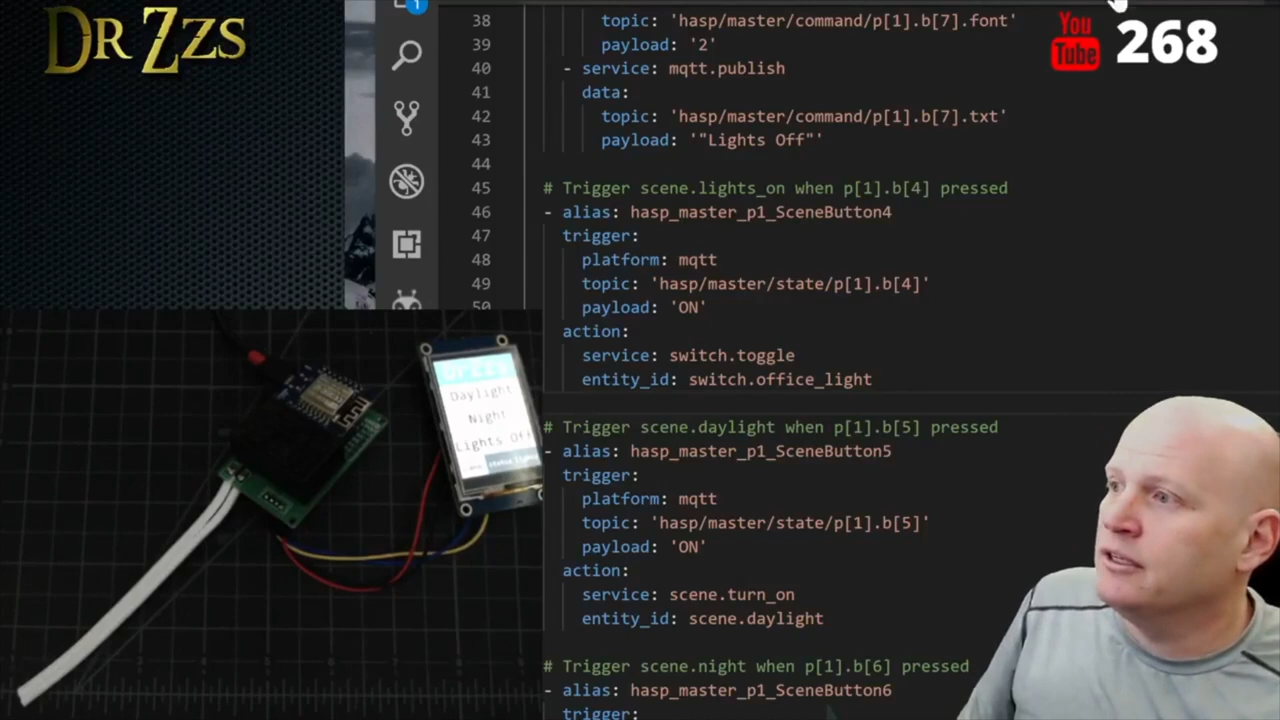 DR ZZS
1
You
Tube
268
38 topic: 'hasp/master/command/p[1].b[7].font'
39 payload: '2'
40 - service: mqtt.publish
41 data:
42 topic: 'hasp/master/command/p[1].b[7].txt'
43 payload: '"Lights Off"'
44
45 # Trigger scene.lights_on when p[1].b[4] pressed
46 - alias: hasp_master_p1_SceneButton4
47 trigger:
48 platform: mqtt
49 topic: 'hasp/master/state/p[1].b[4]'
50 payload: 'ON'
action:
service: switch.toggle
entity_id: switch.office_light
# Trigger scene.daylight when p[1].b[5] pressed
- alias: hasp_master_p1_SceneButton5
trigger:
platform: mqtt
topic: 'hasp/master/state/p[1].b[5]'
payload: 'ON'
action:
service: scene.turn_on
entity_id: scene.daylight
# Trigger scene.night when p[1].b[6] pressed
- alias: hasp_master_p1_SceneButton6
trigger:
DrZzs
Daylight
Night
Lights Off